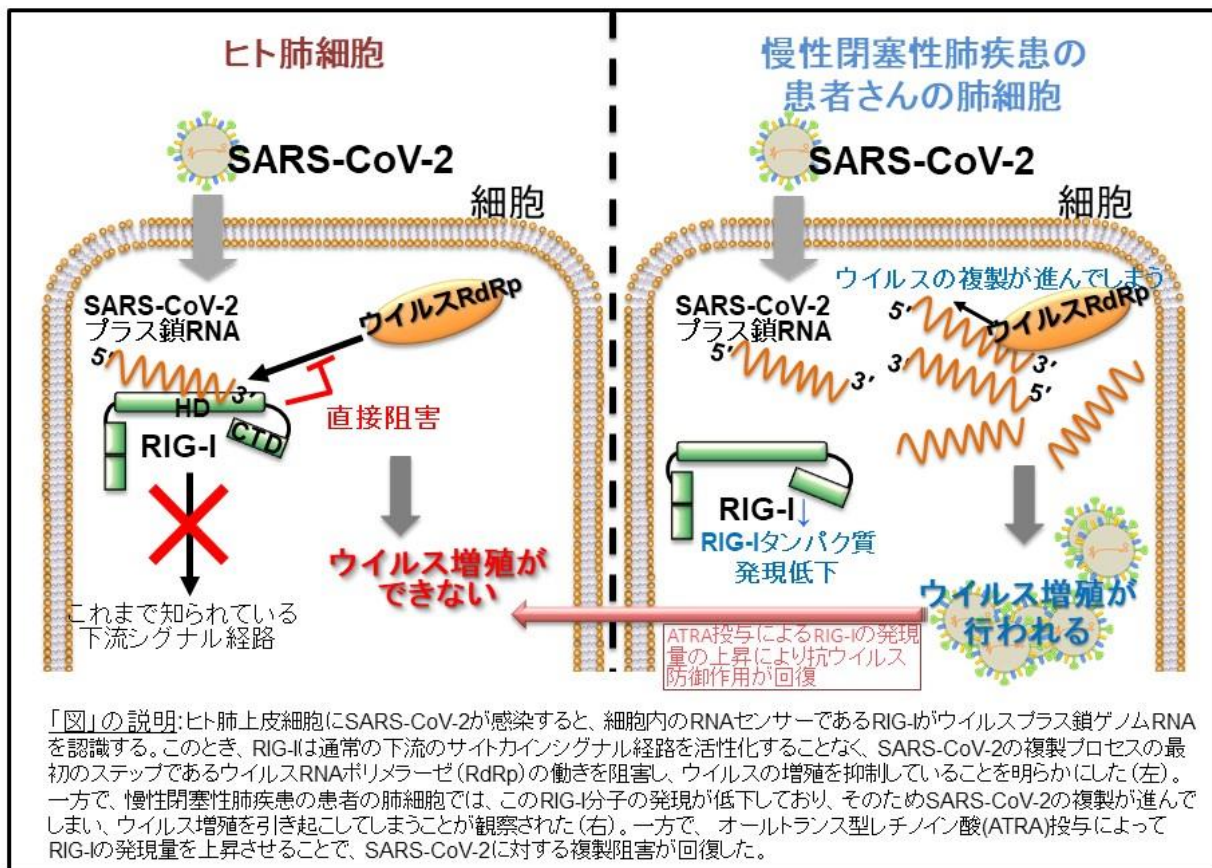 ヒト肺細胞
SARS-CoV-2
細胞
SARS-CoV-2
プラス鎖RNA
ウイルスRdRp
5'
3'
HD
CTD
RIG-I
直接阻害
ウイルス増殖が
できない
これまで知られている
下流シグナル経路
慢性閉塞性肺疾患の
患者さんの肺細胞
SARS-CoV-2
細胞
ウイルスの複製が進んでしまう
SARS-CoV-2
プラス鎖RNA
5'
ウイルスRdRp
5'
3'
3'
3'
5'
RIG-I↓
RIG-Iタンパク質
発現低下
ウイルス増殖が
行われる
ATRA投与によるRIG-Iの発現
量の上昇により抗ウイルス
防御作用が回復
「図」の説明:ヒト肺上皮細胞にSARS-CoV-2が感染すると、細胞内のRNAセンサーであるRIG-Iがウイルスプラス鎖ゲノムRNA
を認識する。このとき、RIG-Iは通常の下流のサイトカインシグナル経路を活性化することなく、SARS-CoV-2の複製プロセスの最
初のステップであるウイルスRNAポリメラーゼ(RdRp)の働きを阻害し、ウイルスの増殖を抑制していることを明らかにした(左)。
一方で、慢性閉塞性肺疾患の患者の肺細胞では、このRIG-I分子の発現が低下しており、そのためSARS-CoV-2の複製が進んで
しまい、ウイルス増殖を引き起こしてしまうことが観察された(右)。一方で、オールトランス型レチノイン酸(ATRA)投与によって
RIG-Iの発現量を上昇させることで、SARS-CoV-2に対する複製阻害が回復した。